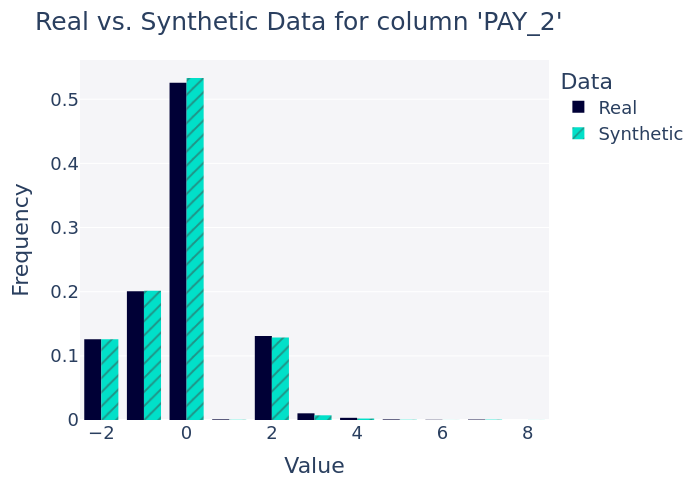 Real vs. Synthetic Data for column 'PAY_2'
Data
Real
Synthetic
Frequency
0.5
0.4
0.3
0.2
0.1
0
−2 0 2 4 6 8
Value